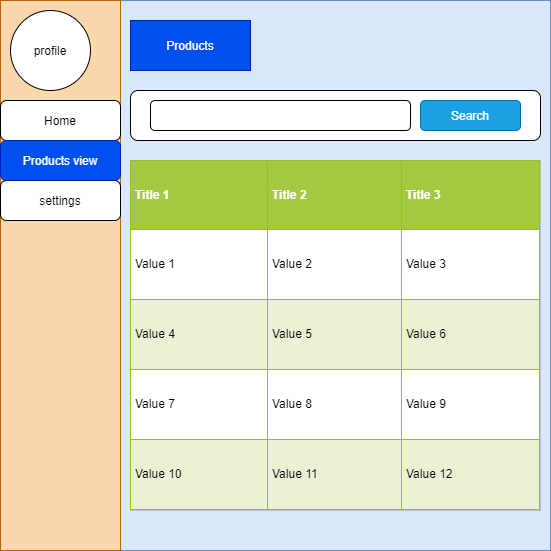 profile
Home
Products view
settings
Products
Search
Title 1 Title 2 Title 3
Value 1 Value 2 Value 3
Value 4 Value 5 Value 6
Value 7 Value 8 Value 9
Value 10 Value 11 Value 12